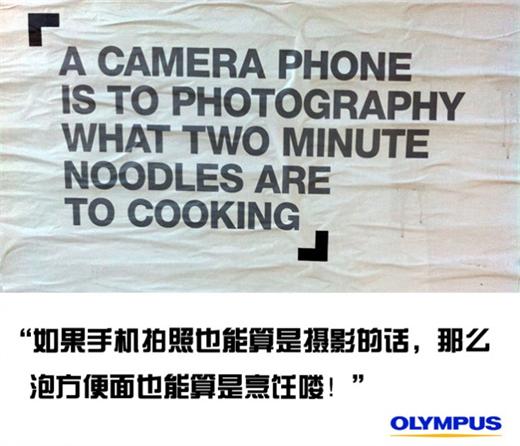 A CAMERA PHONE
IS TO PHOTOGRAPHY
WHAT TWO MINUTE
NOODLES ARE
TO COOKING
“如果手机拍照也能算是摄影的话，那么
泡方便面也能算是烹饪喽！”
OLYMPUS